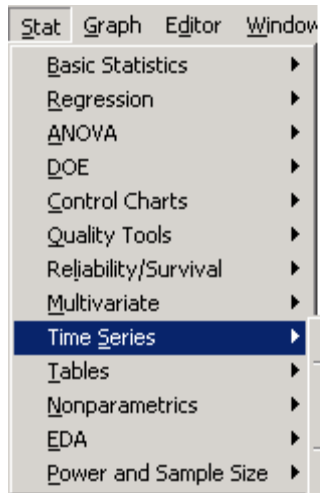 Stat Graph Editor Window
Basic Statistics
Regression
ANOVA
DOE
Control Charts
Quality Tools
Reliability/Survival
Multivariate
Time Series
Tables
Nonparametrics
EDA
Power and Sample Size